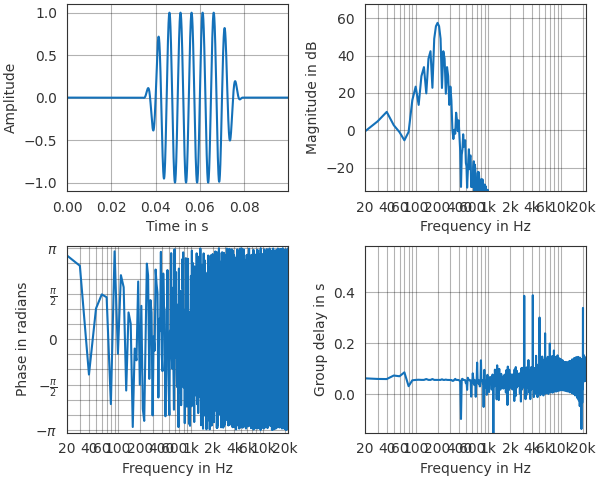 1.0
0.5
0.0
−0.5
−1.0
Amplitude
0.00 0.02 0.04 0.06 0.08
Time in s
60
40
20
0
−20
Magnitude in dB
20 40 60 100 200 400 600 1k 2k 4k 6k 10k 20k
Frequency in Hz
π
π/2
0
−π/2
−π
Phase in radians
20 40 60 100 200 400 600 1k 2k 4k 6k 10k 20k
Frequency in Hz
0.4
0.2
0.0
Group delay in s
20 40 60 100 200 400 600 1k 2k 4k 6k 10k 20k
Frequency in Hz